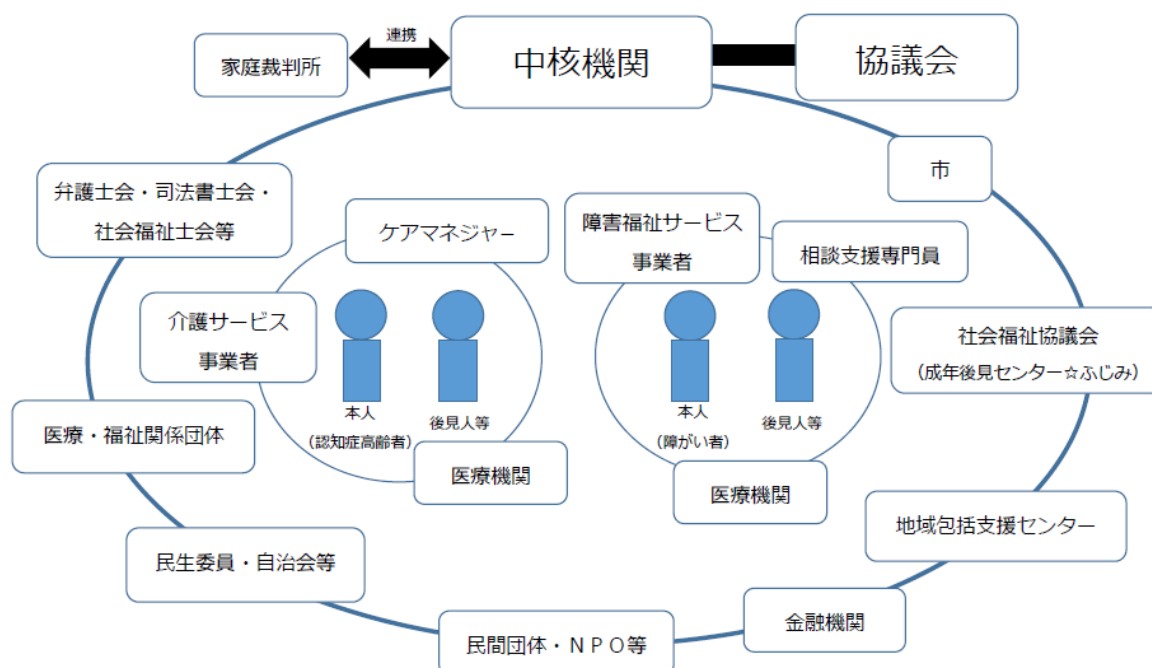 連携
家庭裁判所
中核機関
協議会
市
弁護士会・司法書士会・
社会福祉士会等
ケアマネジャー
障害福祉サービス
事業者
相談支援専門員
介護サービス
事業者
社会福祉協議会
（成年後見センター☆ふじみ）
本人
（認知症高齢者）
後見人等
本人
（障がい者）
後見人等
医療・福祉関係団体
医療機関
医療機関
地域包括支援センター
民生委員・自治会等
金融機関
民間団体・ＮＰＯ等